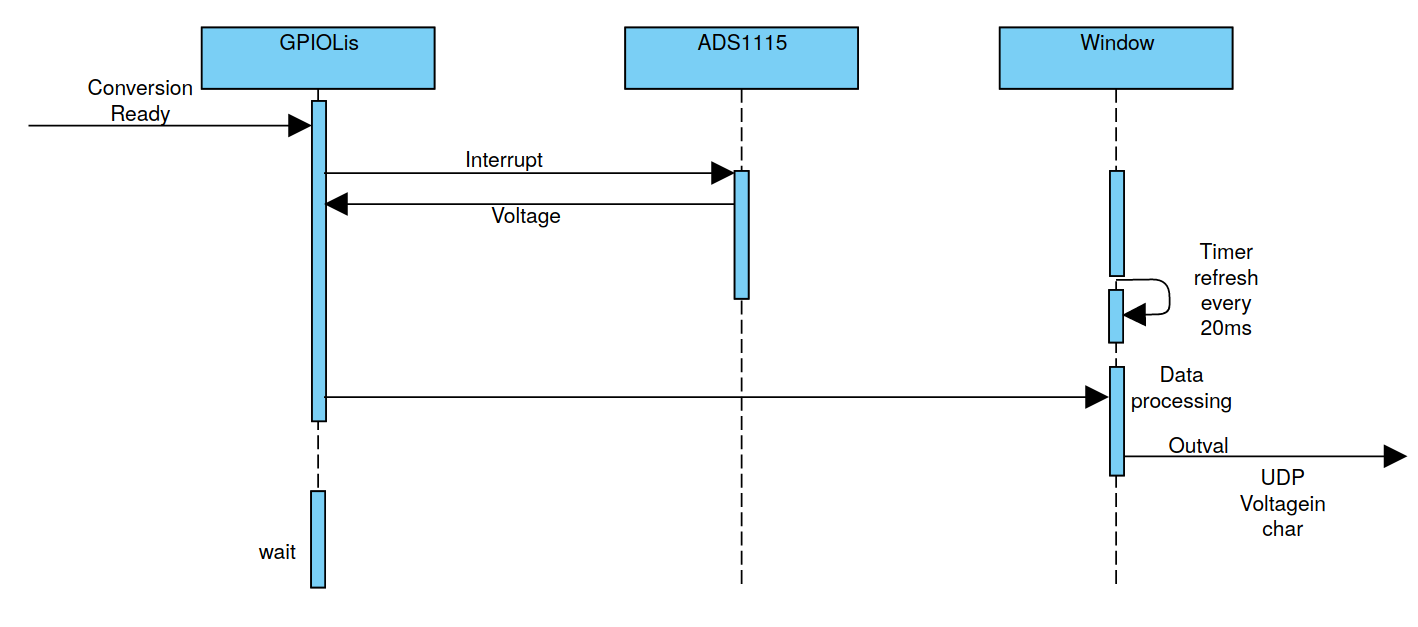 GPIOLis
ADS1115
Window
Conversion
Ready
Interrupt
Voltage
Timer
refresh
every
20ms
Data
processing
Outval
UDP
Voltagein
char
wait